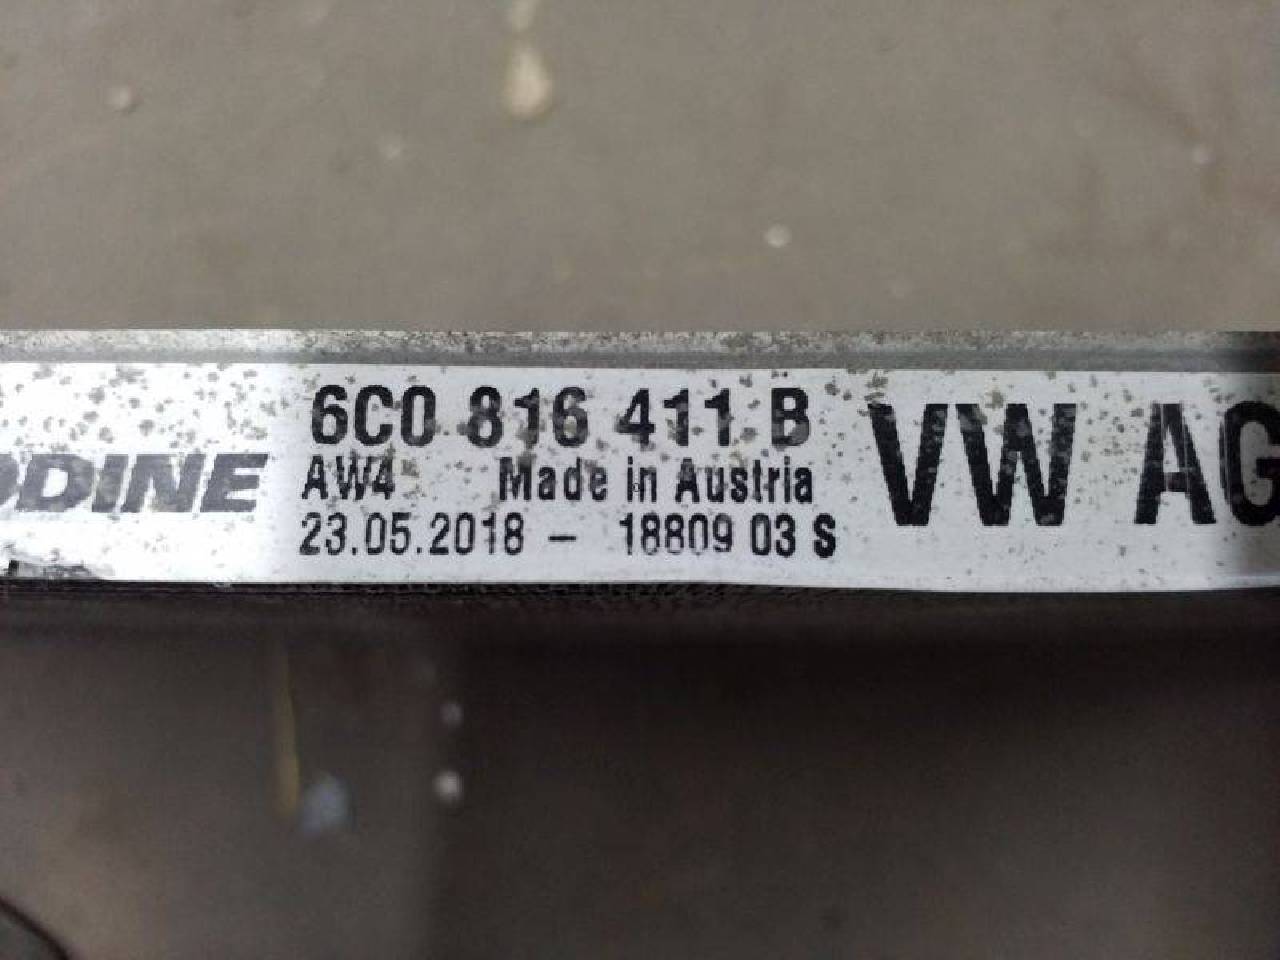 6C0 816 411 B
ODINE
AW4 Made in Austria
23.05.2018 – 18809 03 S
VW AG